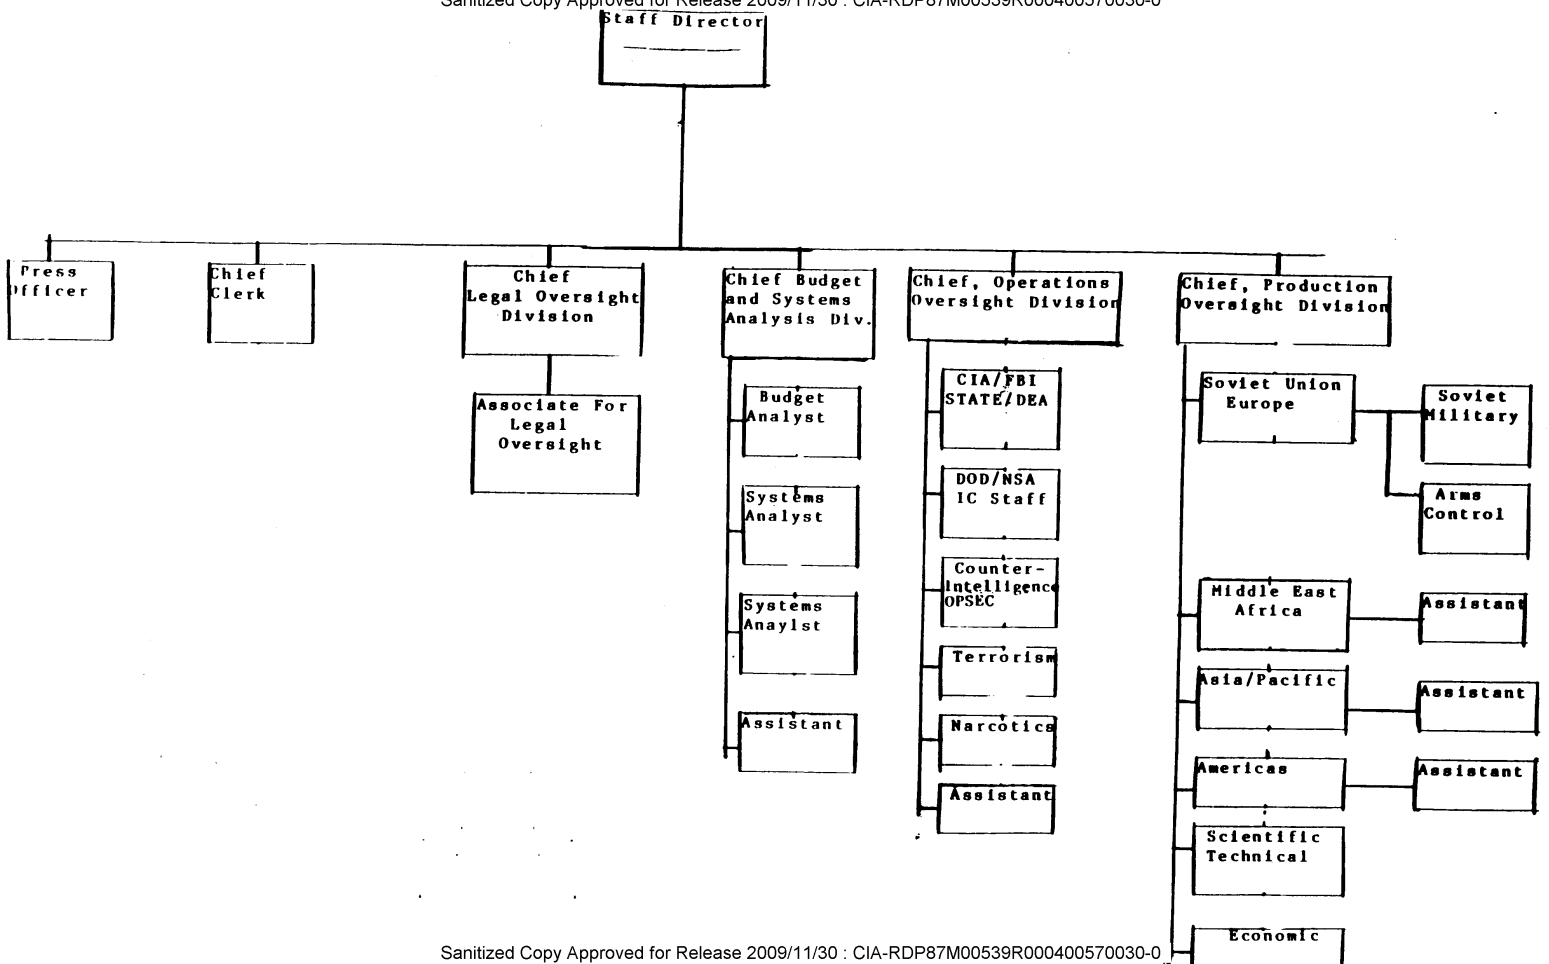 Sanitized Copy Approved for Release 2009/11/30 : CIA-RDP87M00539R000400570030-0
Staff Director
Press
Officer
Chief
Clerk
Chief
Legal Oversight
Division
Associate For
Legal
Oversight
Chief Budget
and Systems
Analysis Div.
Budget
Analyst
Systems
Analyst
Systems
Anaylst
Assistant
Chief, Operations
Oversight Division
CIA/FBI
STATE/DEA
DOD/NSA
IC Staff
Counter-
Intelligence
OPSEC
Terrorism
Narcotics
Assistant
Chief, Production
Oversight Division
Soviet Union
Europe
Soviet
Military
Arms
Control
Middle East
Africa
Assistant
Asia/Pacific
Assistant
Americas
Assistant
Scientific
Technical
Economic
Sanitized Copy Approved for Release 2009/11/30 : CIA-RDP87M00539R000400570030-0